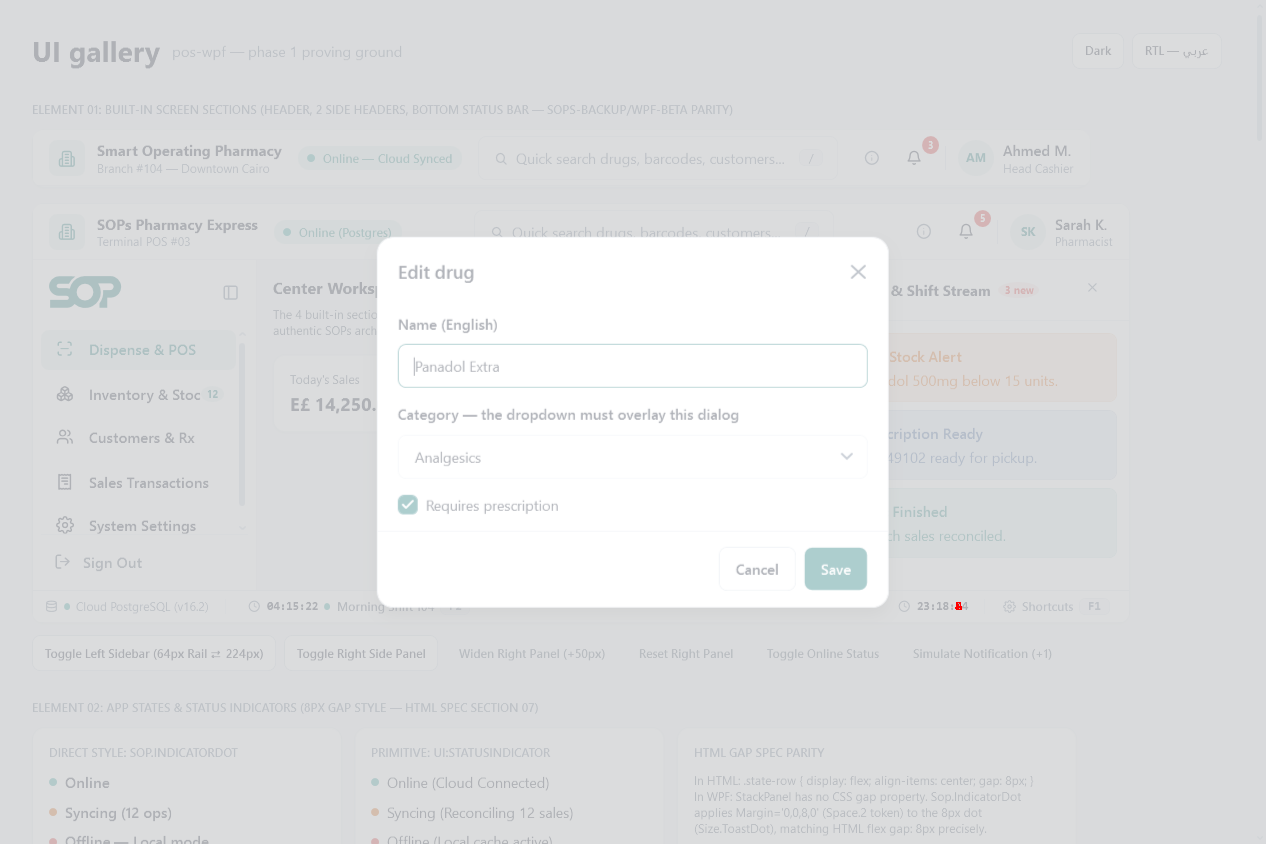 UI gallery pos-wpf — phase 1 proving ground
Dark
RTL — عربي
ELEMENT 01: BUILT-IN SCREEN SECTIONS (HEADER, 2 SIDE HEADERS, BOTTOM STATUS BAR — SOPS-BACKUP/WPF-BETA PARITY)
Smart Operating Pharmacy
Branch #104 — Downtown Cairo
Online — Cloud Synced
Quick search drugs, barcodes, customers... /
3
AM
Ahmed M.
Head Cashier
SOPs Pharmacy Express
Terminal POS #03
Online (Postgres)
Quick search drugs, barcodes, customers... /
5
SK
Sarah K.
Pharmacist
SOP
Dispense & POS
Inventory & Stoc 12
Customers & Rx
Sales Transactions
System Settings
Sign Out
Center Worksp
The 4 built-in sectio
authentic SOPs arch
Today's Sales
E£ 14,250.
& Shift Stream 3 new
Stock Alert
dol 500mg below 15 units.
cription Ready
49102 ready for pickup.
Finished
ch sales reconciled.
Edit drug
Name (English)
Panadol Extra
Category — the dropdown must overlay this dialog
Analgesics
Requires prescription
Cancel
Save
Cloud PostgreSQL (v16.2)
04:15:22
Morning
23:18:
Shortcuts F1
Toggle Left Sidebar (64px Rail ⇄ 224px)
Toggle Right Side Panel
Widen Right Panel (+50px)
Reset Right Panel
Toggle Online Status
Simulate Notification (+1)
ELEMENT 02: APP STATES & STATUS INDICATORS (8PX GAP STYLE — HTML SPEC SECTION 07)
DIRECT STYLE: SOP.INDICATORDOT
Online
Syncing (12 ops)
Offline — Local mode
PRIMITIVE: UI:STATUSINDICATOR
Online (Cloud Connected)
Syncing (Reconciling 12 sales)
Offline (Local cache active)
HTML GAP SPEC PARITY
In HTML: .state-row { display: flex; align-items: center; gap: 8px; }
In WPF: StackPanel has no CSS gap property. Sop.IndicatorDot
applies Margin='0,0,8,0' (Space.2 token) to the 8px dot
(Size.ToastDot), matching HTML flex gap: 8px precisely.